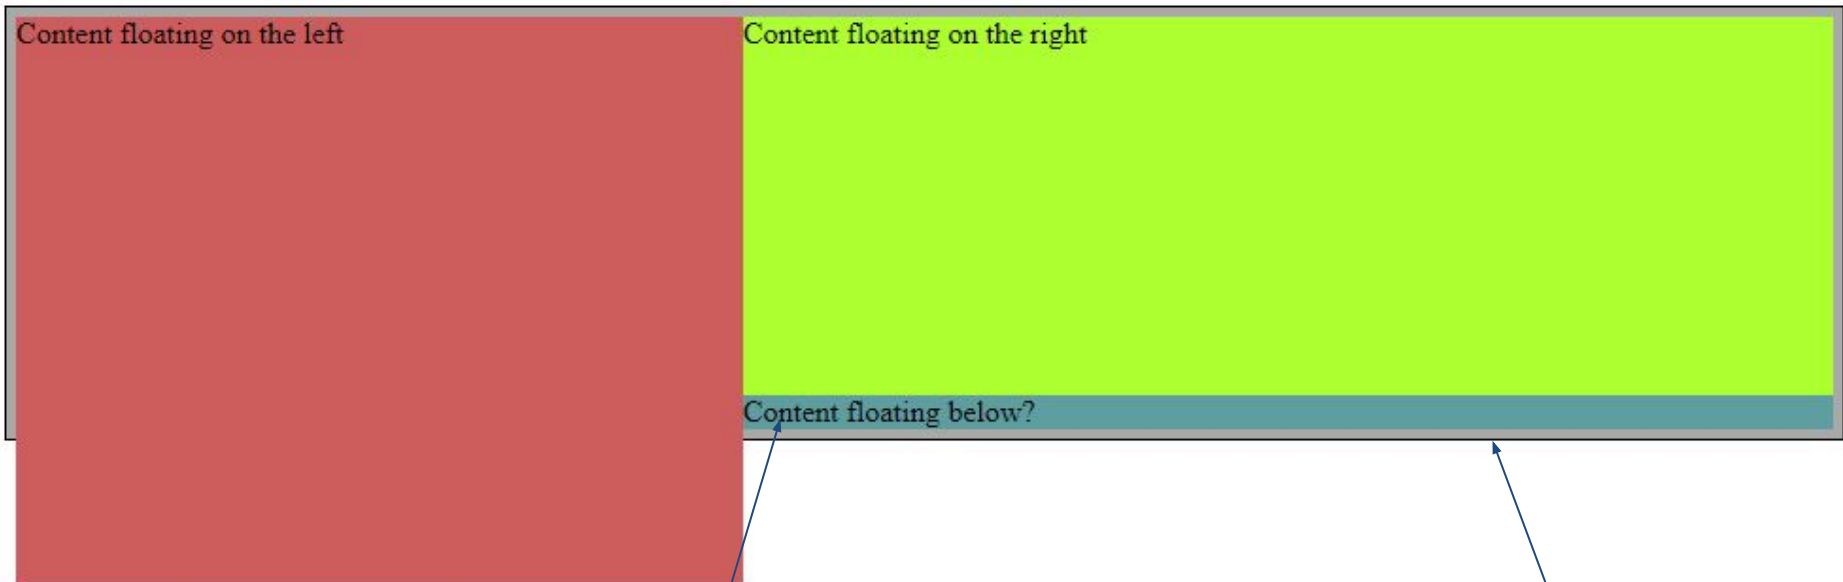 Content floating on the left
Content floating on the right
Content floating below?